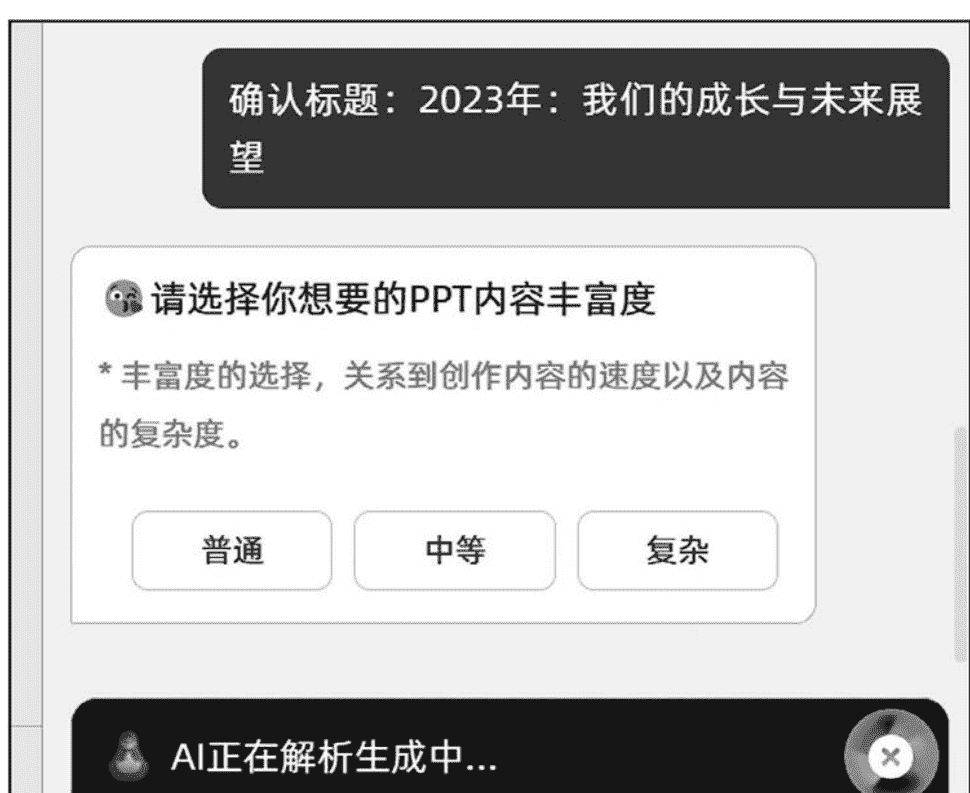 确认标题：2023年：我们的成长与未来展
望
请选择你想要的PPT内容丰富度
* 丰富度的选择，关系到创作内容的速度以及内容
的复杂度。
普通
中等
复杂
AI正在解析生成中...